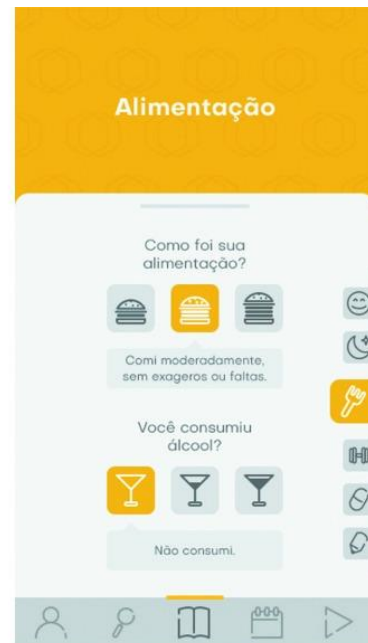 Alimentação
Como foi sua
alimentação?
Comi moderadamente,
sem exageros ou faltas.
Você consumiu
álcool?
Não consumi.